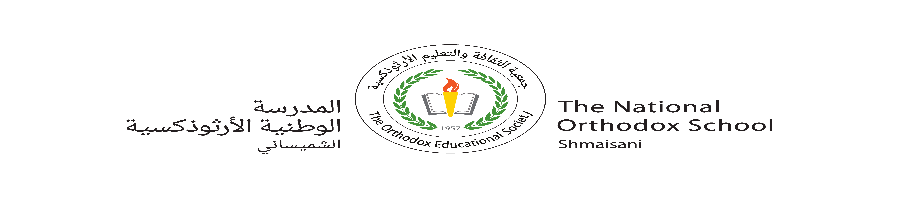 المدرسة
الوطنية الأرثوذكسية
الشميساني
جمعية الثقافة والتعليم الأرثوذكسية
1957
The Orthodox Educational Society
The National
Orthodox School
Shmaisani